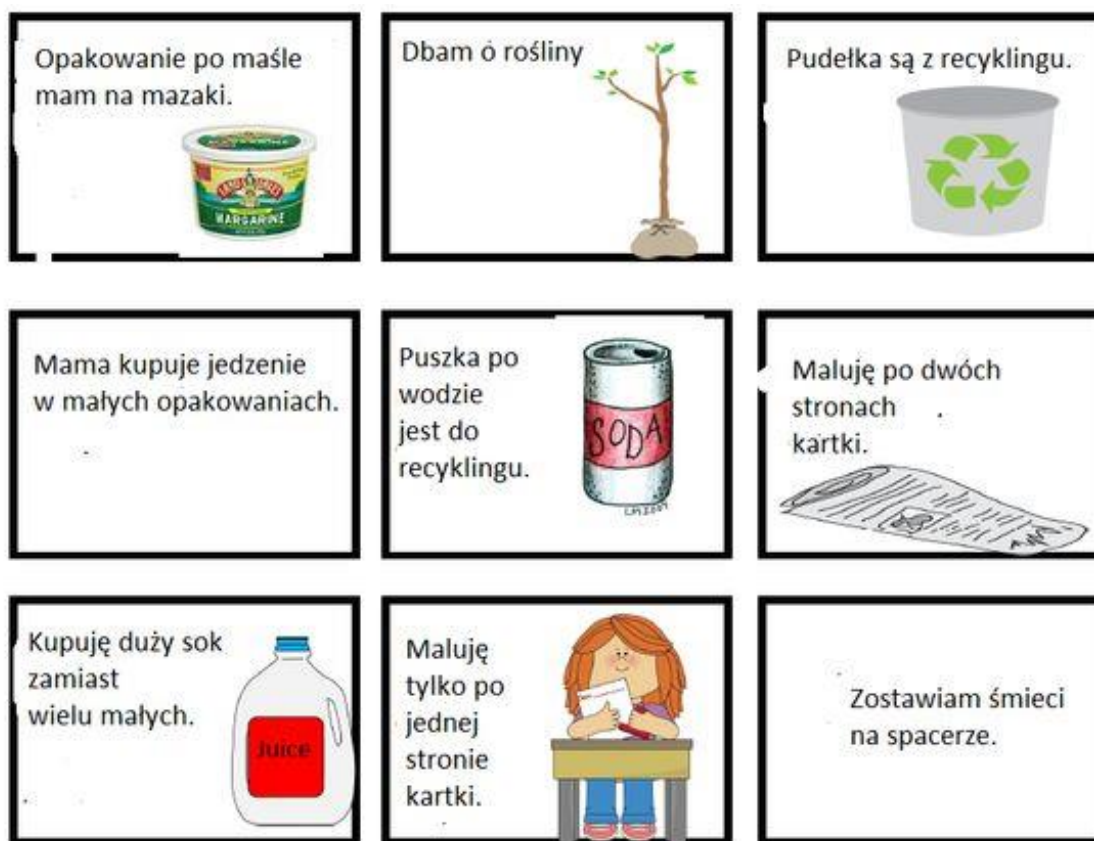 Opakowanie po maśle
mam na mazaki.
MARGARINE
Dbam o rośliny
Pudełka są z recyklingu.
Mama kupuje jedzenie
w małych opakowaniach.
Puszka po
wodzie
jest do
recyklingu.
SODA
Maluję po dwóch
stronach
kartki.
Kupuję duży sok
zamiast
wielu małych.
Juice
Maluję
tylko po
jednej
stronie
kartki.
Zostawiam śmieci
na spacerze.